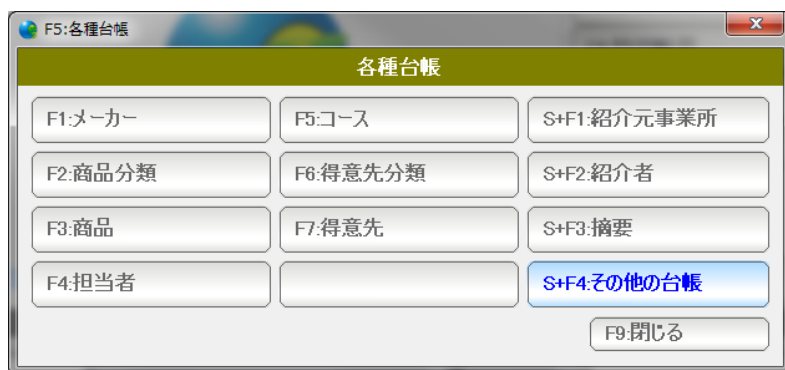 F5:各種台帳
各種台帳
F1:メーカー
F5:コース
S+F1:紹介元事業所
F2:商品分類
F6:得意先分類
S+F2:紹介者
F3:商品
F7:得意先
S+F3:摘要
F4:担当者
S+F4:その他の台帳
F9:閉じる